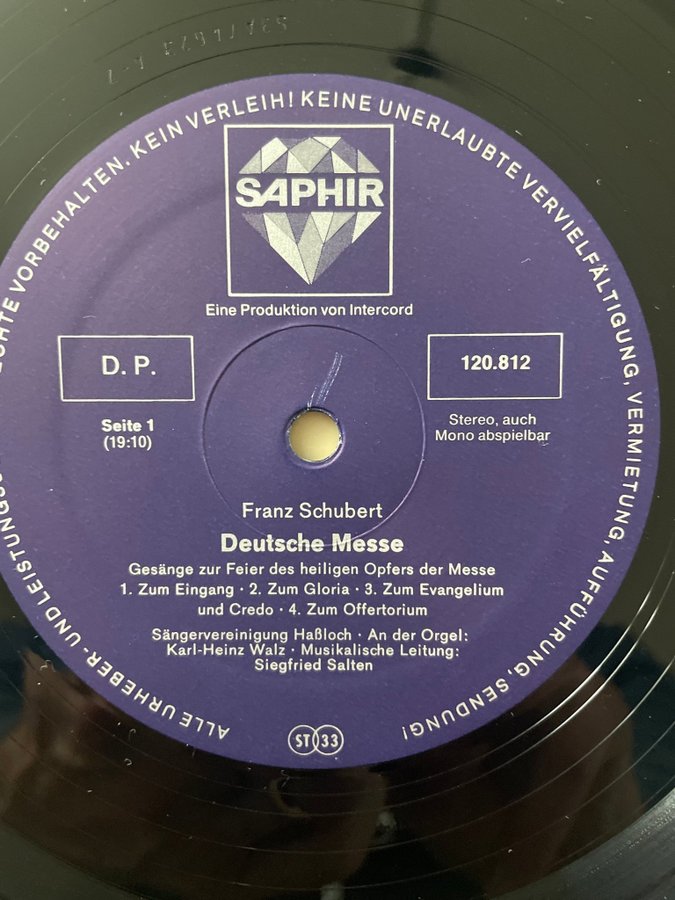 ALLE URHEBER- UND LEISTUNGS RECHTE VORBEHALTEN. KEIN VERLEIH! KEINE UNERLAUBTE VERVIELFÄLTIGUNG, VERMIETUNG, AUFFÜHRUNG, SENDUNG!
SAPHIR
Eine Produktion von Intercord
D. P.
120.812
Seite 1
(19:10)
Stereo, auch
Mono abspielbar
Franz Schubert
Deutsche Messe
Gesänge zur Feier des heiligen Opfers der Messe
1. Zum Eingang · 2. Zum Gloria · 3. Zum Evangelium
und Credo · 4. Zum Offertorium
Sängervereinigung Haßloch · An der Orgel:
Karl-Heinz Walz · Musikalische Leitung:
Siegfried Salten
ST 33